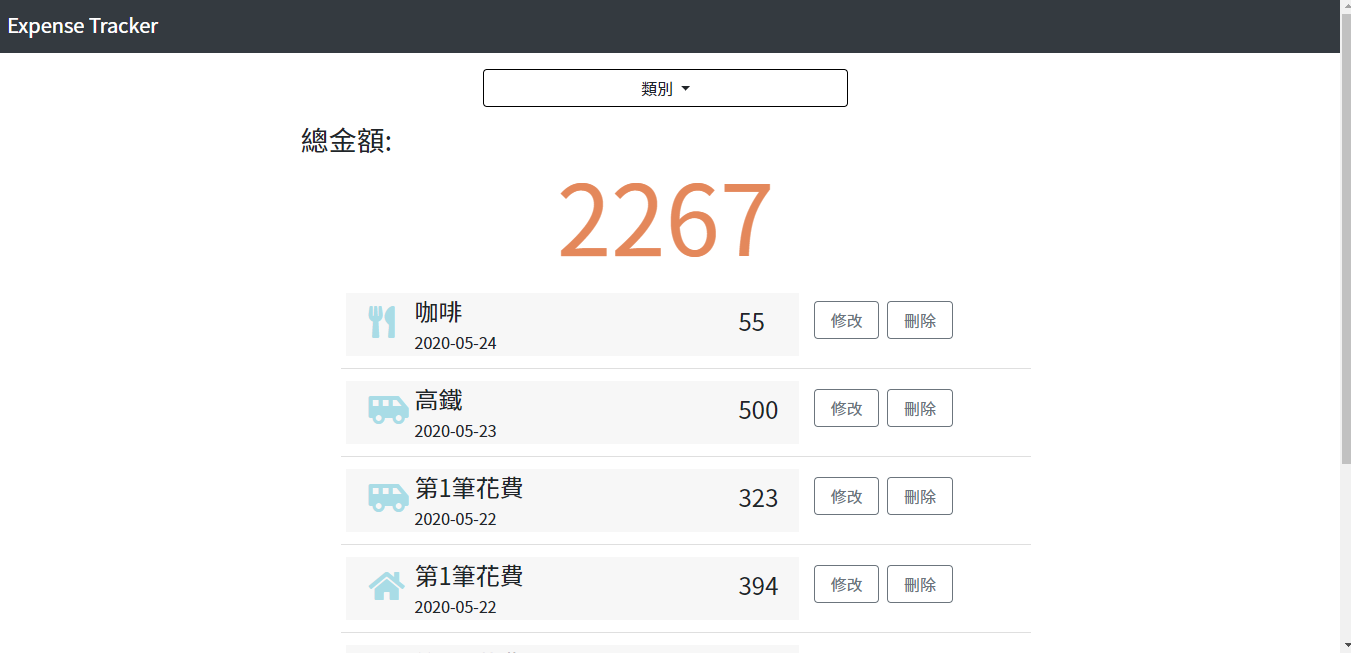 Expense Tracker
類別
總金額:
2267
咖啡
2020-05-24
55
修改
刪除
高鐵
2020-05-23
500
修改
刪除
第1筆花費
2020-05-22
323
修改
刪除
第1筆花費
2020-05-22
394
修改
刪除